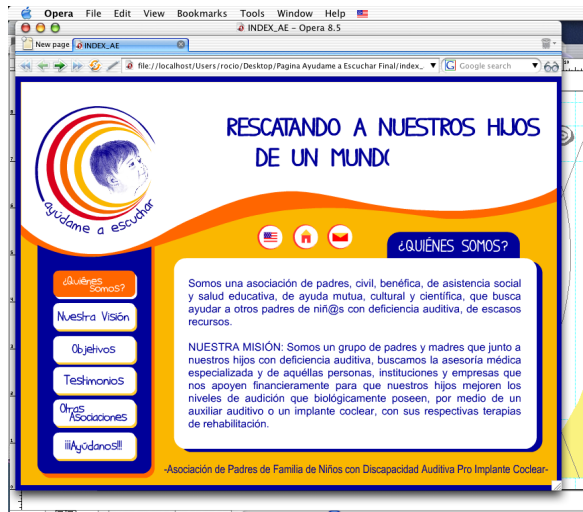 Opera File Edit View Bookmarks Tools Window Help
INDEX_AE - Opera 8.5
New page
INDEX_AE
file://localhost/Users/rocio/Desktop/Pagina Ayudame a Escuchar Final/index_
Google search
RESCATANDO A NUESTROS HIJOS
DE UN MUND
ayúdame a escuchar
¿QUIÉNES SOMOS?
¿Quiénes
Somos?
Nuestra Visión
Objetivos
Testimonios
Otras
Asociaciones
¡¡¡Ayúdanos!!!
Somos una asociación de padres, civil, benéfica, de asistencia social
y salud educativa, de ayuda mutua, cultural y científica, que busca
ayudar a otros padres de niñ@s con deficiencia auditiva, de escasos
recursos.
NUESTRA MISIÓN: Somos un grupo de padres y madres que junto a
nuestros hijos con deficiencia auditiva, buscamos la asesoría médica
especializada y de aquéllas personas, instituciones y empresas que
nos apoyen financieramente para que nuestros hijos mejoren los
niveles de audición que biológicamente poseen, por medio de un
auxiliar auditivo o un implante coclear, con sus respectivas terapias
de rehabilitación.
-Asociación de Padres de Familia de Niños con Discapacidad Auditiva Pro Implante Coclear-